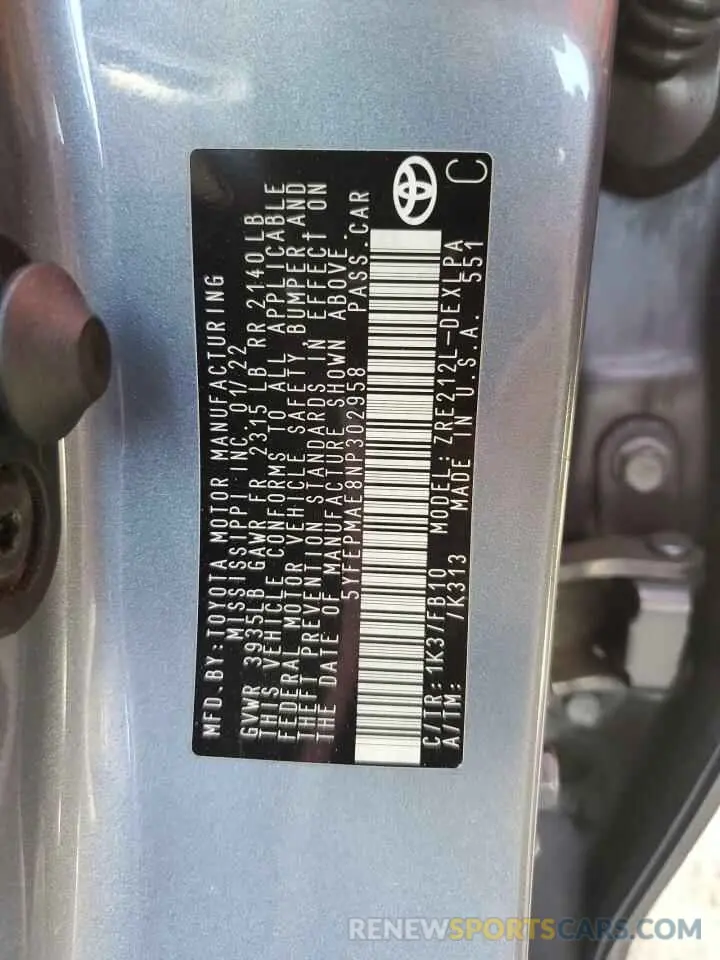 MFD.BY:TOYOTA MOTOR MANUFACTURING
MISSISSIPPI INC. 01/22
GVWR 3935LB GAWR FR 2315 LB RR 2140 LB
THIS VEHICLE CONFORMS TO ALL APPLICABLE
FEDERAL MOTOR VEHICLE SAFETY, BUMPER, AND
THEFT PREVENTION STANDARDS IN EFFECT ON
THE DATE OF MANUFACTURE SHOWN ABOVE.
5YFEPMAE8NP302958 PASS. CAR
C/TR: 1K3/FB10 MODEL: ZRE212L-DEXLPA
A/TM: /K313 MADE IN U.S.A. 551
C
RENEWSPORTSCARS.COM